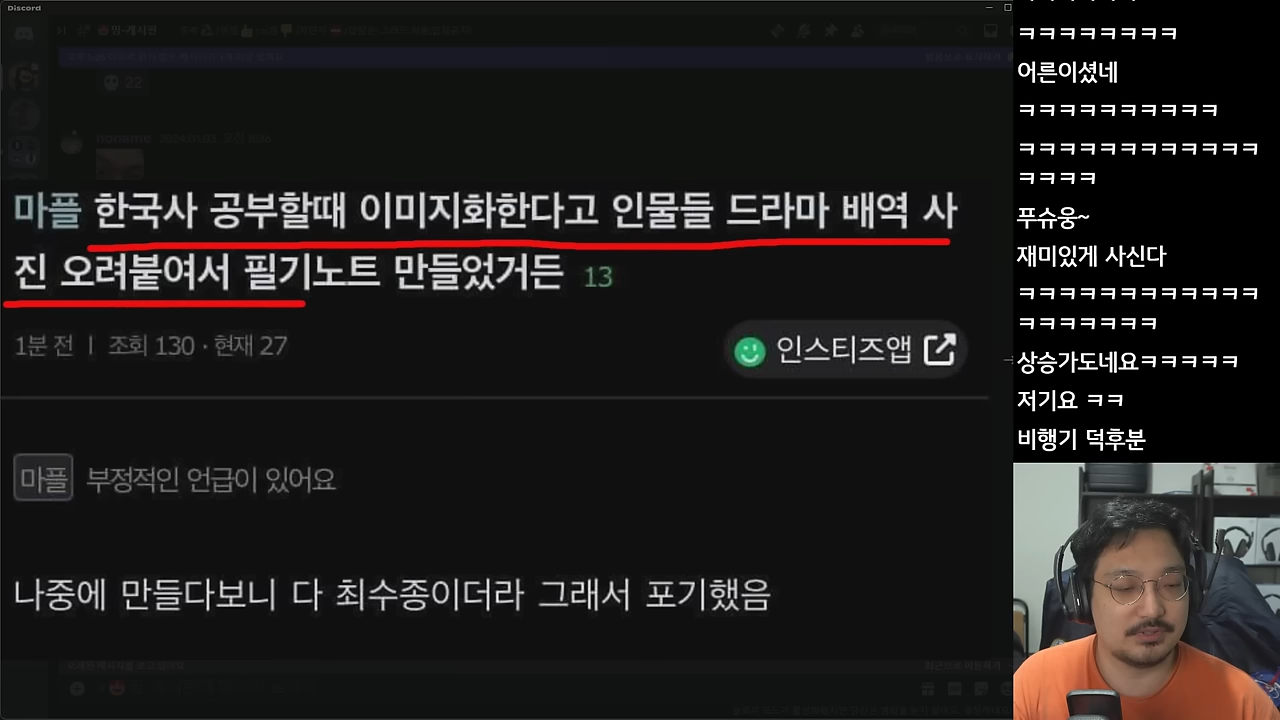 Discord
22
마플 한국사 공부할때 이미지화한다고 인물들 드라마 배역 사
진 오려붙여서 필기노트 만들었거든 13
1분 전 | 조회 130 · 현재 27
인스티즈앱
마플 부정적인 언급이 있어요
나중에 만들다보니 다 최수종이더라 그래서 포기했음
ㅋㅋㅋㅋㅋㅋㅋㅋ
어른이셨네
ㅋㅋㅋㅋㅋㅋㅋㅋㅋㅋ
ㅋㅋㅋㅋㅋㅋㅋㅋㅋㅋㅋㅋ
ㅋㅋㅋㅋ
푸슈웅~
재미있게 사신다
ㅋㅋㅋㅋㅋㅋㅋㅋㅋㅋㅋㅋ
ㅋㅋㅋㅋㅋㅋㅋ
상승가도네요ㅋㅋㅋㅋㅋ
저기요 ㅋㅋ
비행기 덕후분